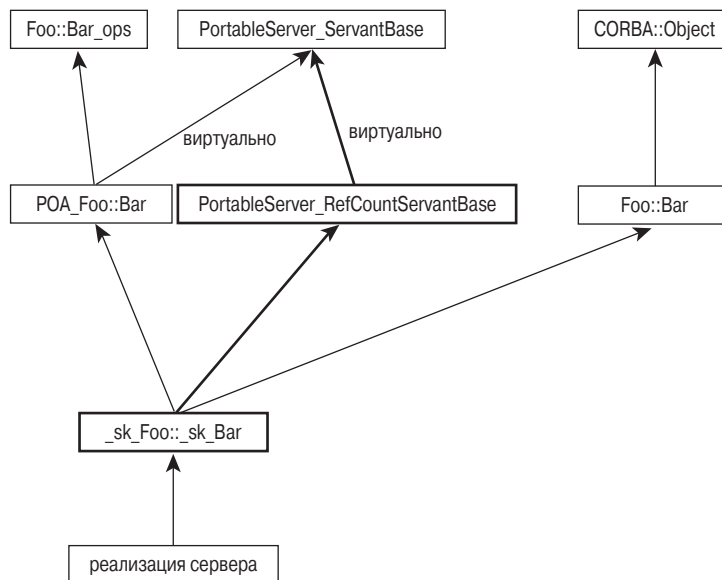 Foo::Bar_ops
PortableServer_ServantBase
CORBA::Object
виртуально
виртуально
POA_Foo::Bar
PortableServer_RefCountServantBase
Foo::Bar
_sk_Foo::_sk_Bar
реализация сервера